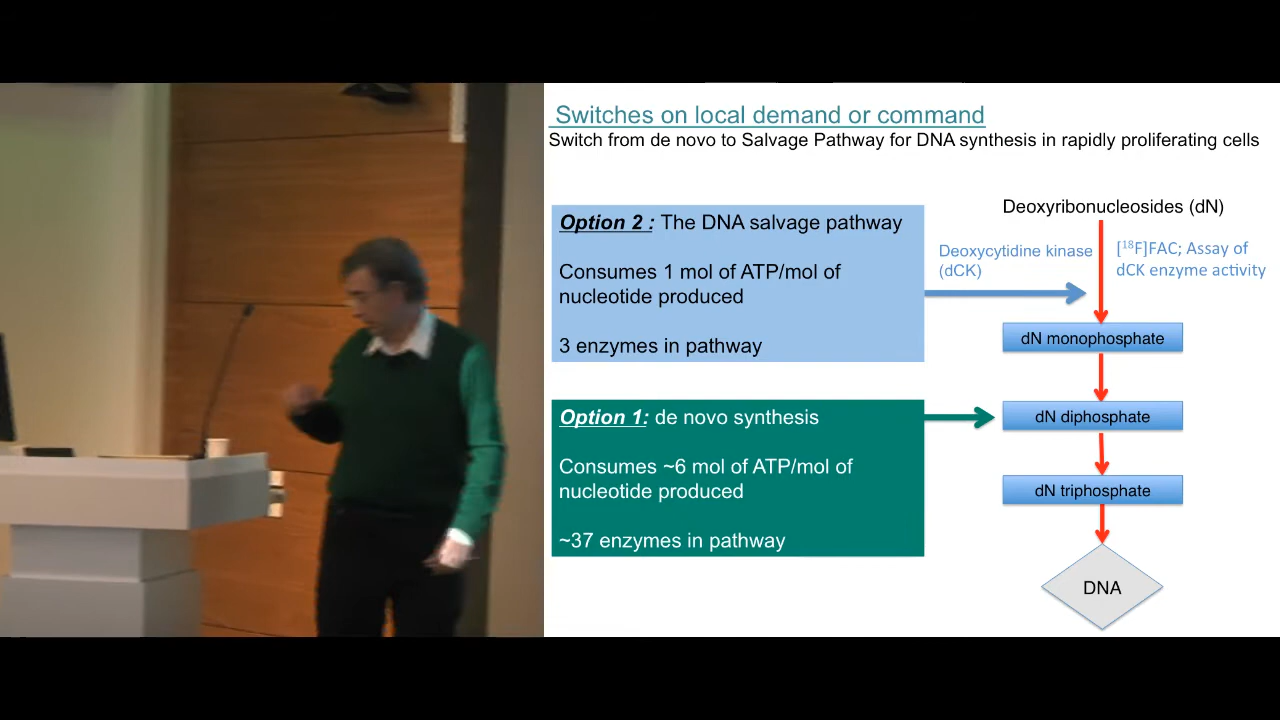 Switches on local demand or command
Switch from de novo to Salvage Pathway for DNA synthesis in rapidly proliferating cells
Option 2 : The DNA salvage pathway
Consumes 1 mol of ATP/mol of
nucleotide produced
3 enzymes in pathway
Option 1: de novo synthesis
Consumes ~6 mol of ATP/mol of
nucleotide produced
~37 enzymes in pathway
Deoxyribonucleosides (dN)
Deoxycytidine kinase
(dCK)
[¹⁸F]FAC; Assay of
dCK enzyme activity
dN monophosphate
dN diphosphate
dN triphosphate
DNA